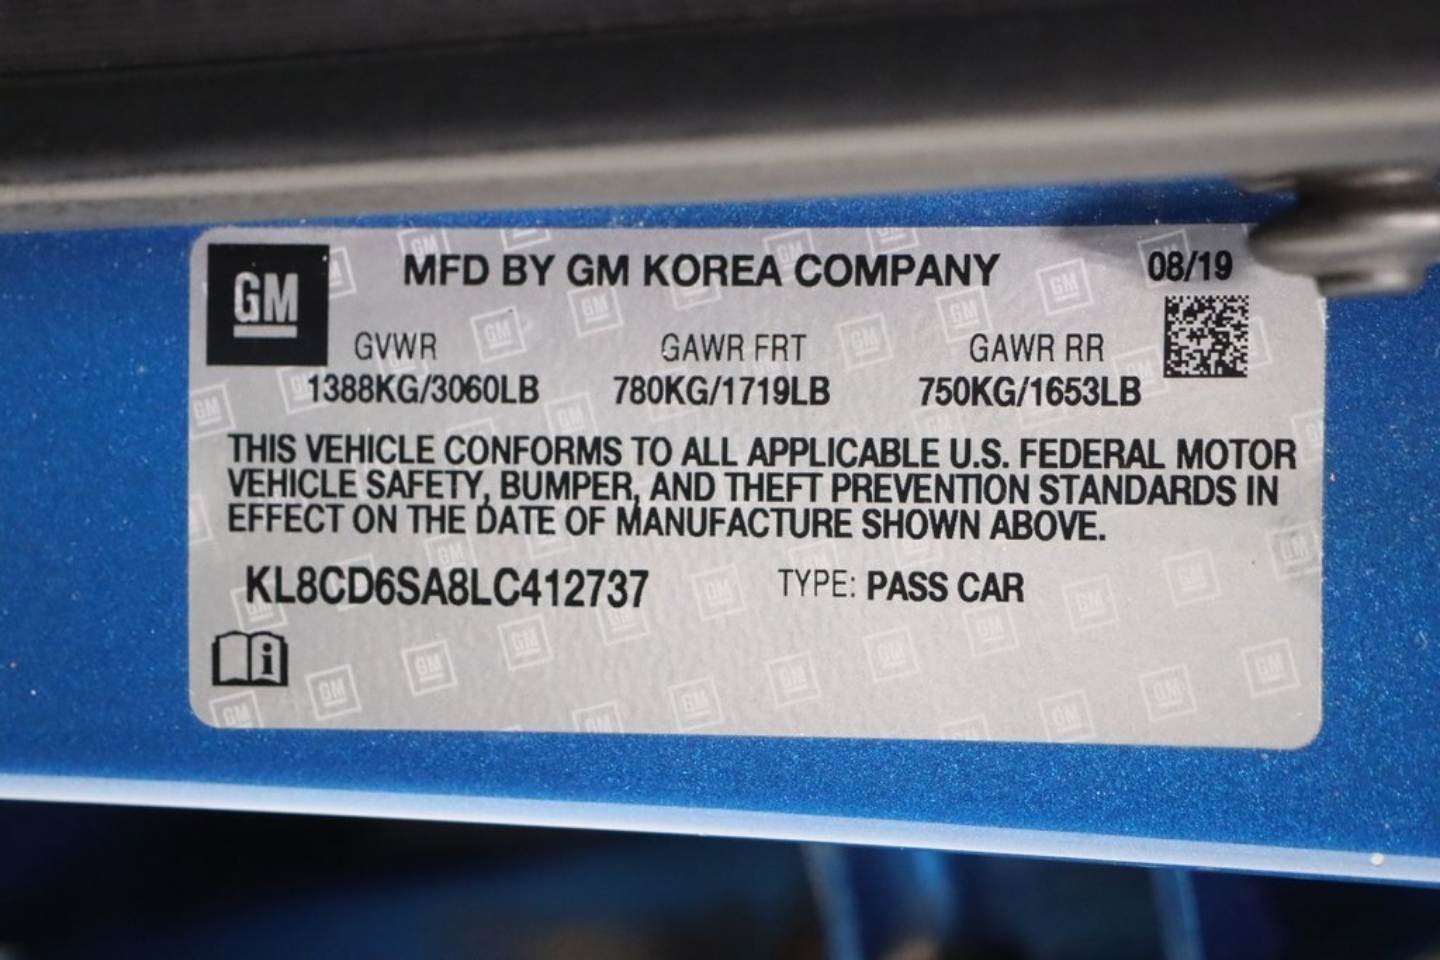 GM
MFD BY GM KOREA COMPANY 08/19
GVWR GAWR FRT GAWR RR
1388KG/3060LB 780KG/1719LB 750KG/1653LB
THIS VEHICLE CONFORMS TO ALL APPLICABLE U.S. FEDERAL MOTOR
VEHICLE SAFETY, BUMPER, AND THEFT PREVENTION STANDARDS IN
EFFECT ON THE DATE OF MANUFACTURE SHOWN ABOVE.
KL8CD6SA8LC412737 TYPE: PASS CAR